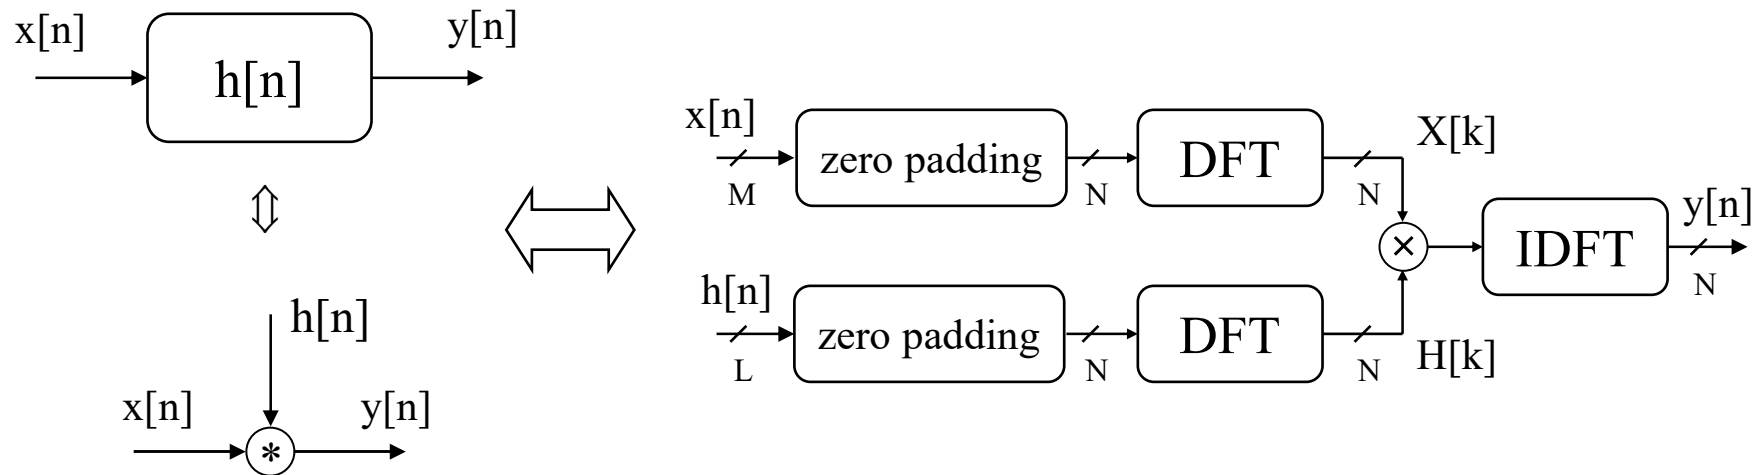 x[n]
h[n]
y[n]
h[n]
x[n]
*
y[n]
x[n]
M
zero padding
N
DFT
N
X[k]
h[n]
L
zero padding
N
DFT
N
H[k]
×
IDFT
y[n]
N